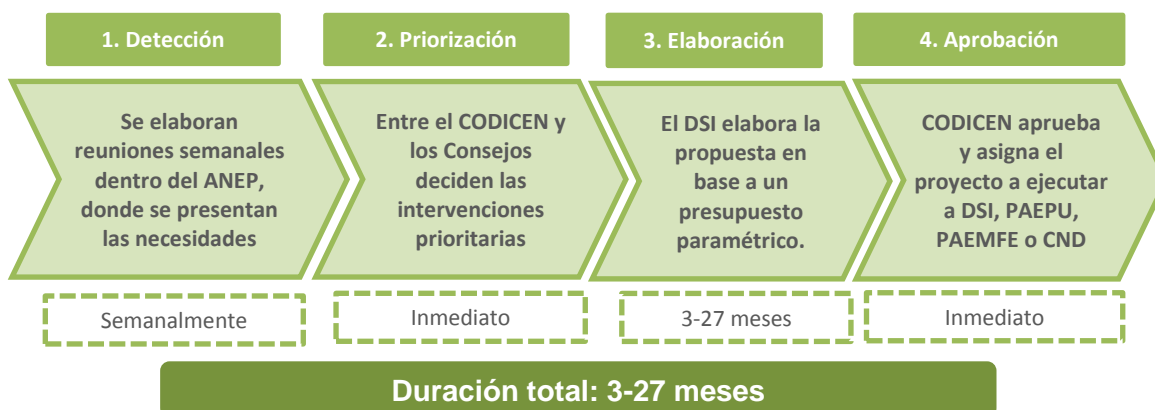 1. Detección
2. Priorización
3. Elaboración
4. Aprobación
Se elaboran
reuniones semanales
dentro del ANEP,
donde se presentan
las necesidades
Entre el CODICEN y
los Consejos
deciden las
intervenciones
prioritarias
El DSI elabora la
propuesta en
base a un
presupuesto
paramétrico.
CODICEN aprueba
y asigna el
proyecto a ejecutar
a DSI, PAEPU,
PAEMFE o CND
Semanalmente
Inmediato
3-27 meses
Inmediato
Duración total: 3-27 meses